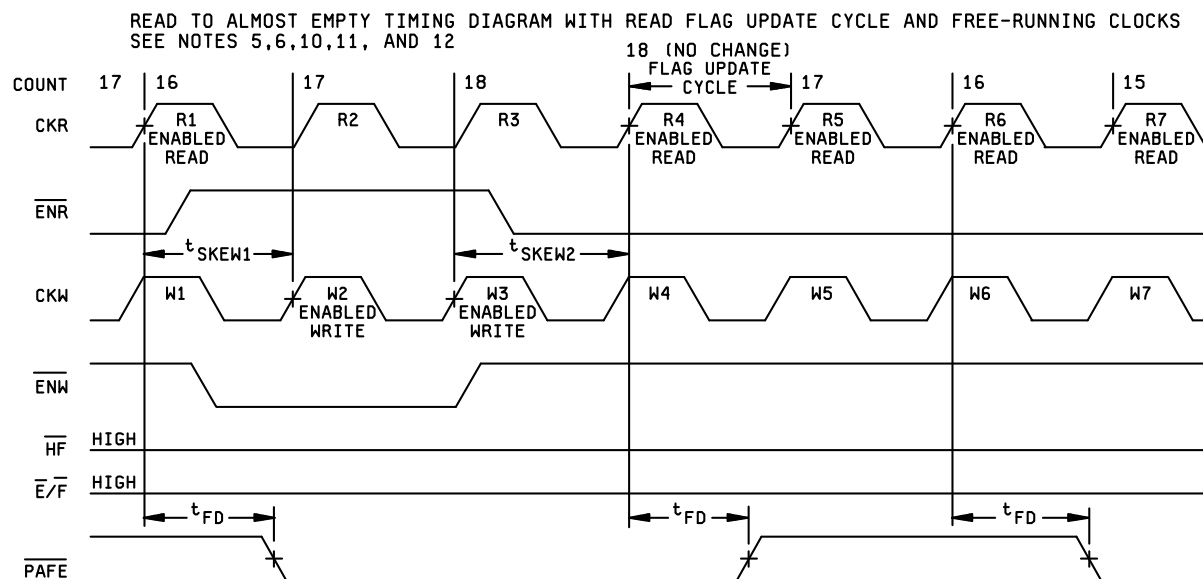 READ TO ALMOST EMPTY TIMING DIAGRAM WITH READ FLAG UPDATE CYCLE AND FREE-RUNNING CLOCKS
SEE NOTES 5,6,10,11, AND 12
18 (NO CHANGE)
FLAG UPDATE
CYCLE
COUNT 17 16 17 18 17 16 15
CKR
R1 ENABLED READ
R2
R3
R4 ENABLED READ
R5 ENABLED READ
R6 ENABLED READ
R7 ENABLED READ
ENR
tSKEW1 tSKEW2
CKW
W1
W2 ENABLED WRITE
W3 ENABLED WRITE
W4
W5
W6
W7
ENW
HF HIGH
E/F HIGH
tFD tFD tFD
PAFE